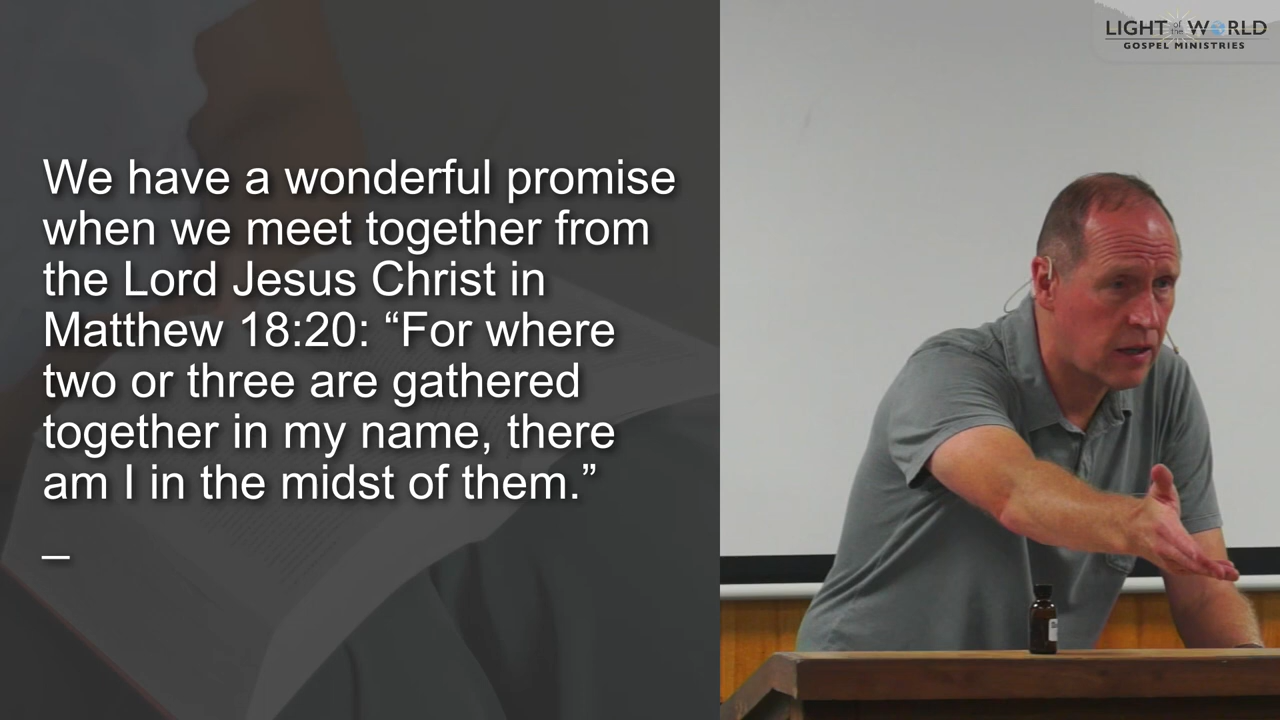 We have a wonderful promise
when we meet together from
the Lord Jesus Christ in
Matthew 18:20: “For where
two or three are gathered
together in my name, there
am I in the midst of them.”
_
LIGHT of the WORLD
GOSPEL MINISTRIES